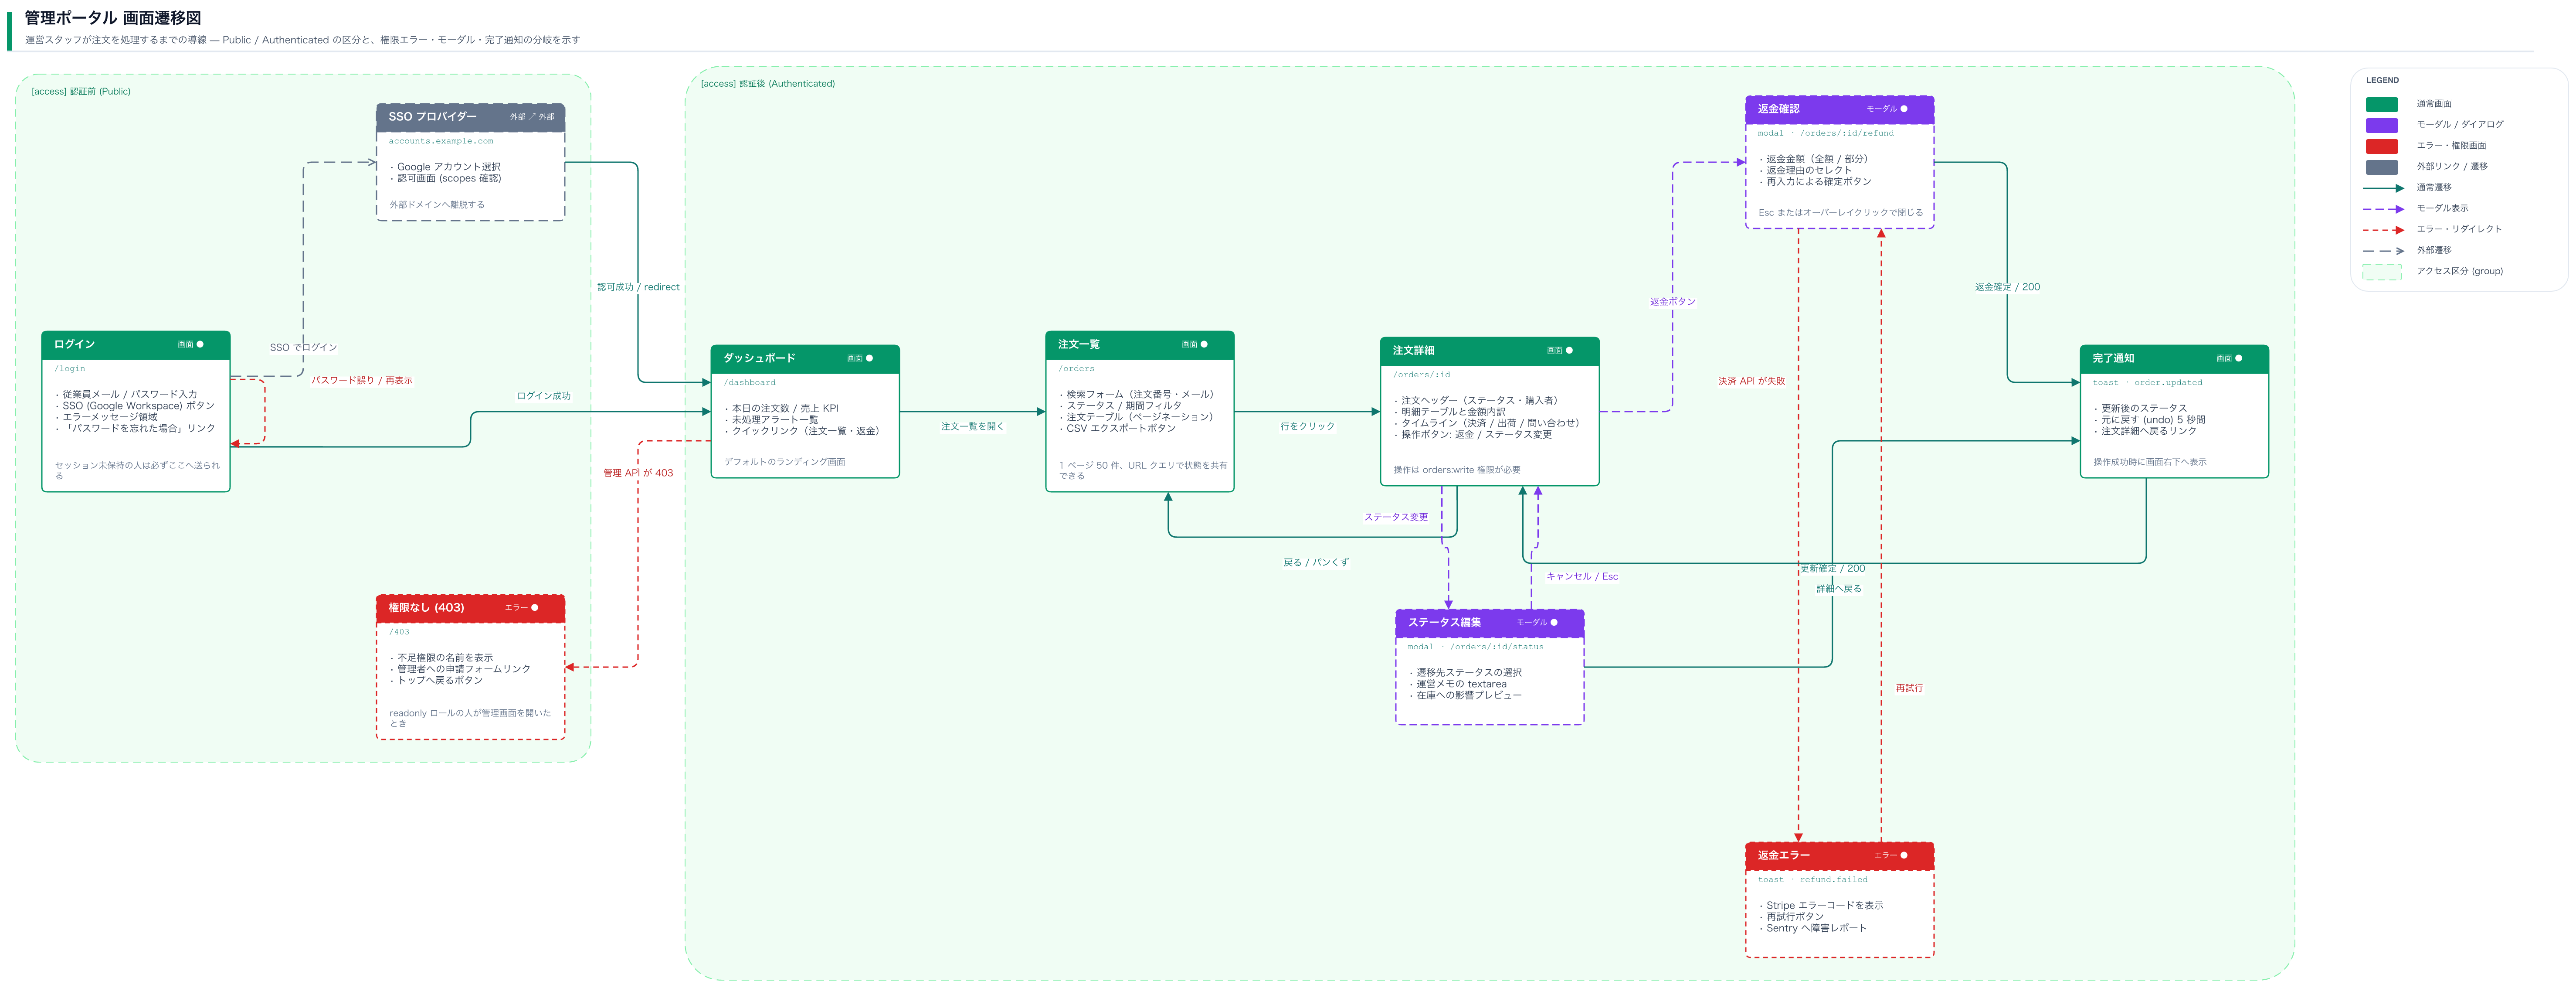 管理ポータル 画面遷移図
運営スタッフが注文を処理するまでの導線 — Public / Authenticated の区分と、権限エラー・モーダル・完了通知の分岐を示す
[access] 認証前 (Public)
SSO プロバイダー
外部 ↗ 外部
accounts.example.com
・Google アカウント選択
・認可画面 (scopes 確認)
外部ドメインへ離脱する
SSO でログイン
認可成功 / redirect
ログイン
画面
/login
・従業員メール / パスワード入力
・SSO (Google Workspace) ボタン
・エラーメッセージ領域
・「パスワードを忘れた場合」リンク
セッション未保持の人は必ずここへ送られ
る
パスワード誤り / 再表示
ログイン成功
管理 API が 403
権限なし (403)
エラー
/403
・不足権限の名前を表示
・管理者への申請フォームリンク
・トップへ戻るボタン
readonly ロールの人が管理画面を開いた
とき
[access] 認証後 (Authenticated)
ダッシュボード
画面
/dashboard
・本日の注文数 / 売上 KPI
・未処理アラート一覧
・クイックリンク（注文一覧・返金）
デフォルトのランディング画面
注文一覧を開く
注文一覧
画面
/orders
・検索フォーム（注文番号・メール）
・ステータス / 期間フィルタ
・注文テーブル（ページネーション）
・CSV エクスポートボタン
1 ページ 50 件、URL クエリで状態を共有
できる
行をクリック
注文詳細
画面
/orders/:id
・注文ヘッダー（ステータス・購入者）
・明細テーブルと金額内訳
・タイムライン（決済 / 出荷 / 問い合わせ）
・操作ボタン: 返金 / ステータス変更
操作は orders:write 権限が必要
ステータス変更
戻る / パンくず
キャンセル / Esc
ステータス編集
モーダル
modal · /orders/:id/status
・遷移先ステータスの選択
・運営メモの textarea
・在庫への影響プレビュー
返金ボタン
返金確認
モーダル
modal · /orders/:id/refund
・返金金額（全額 / 部分）
・返金理由のセレクト
・再入力による確定ボタン
Esc またはオーバーレイクリックで閉じる
決済 API が失敗
返金確定 / 200
更新確定 / 200
詳細へ戻る
再試行
完了通知
画面
toast · order.updated
・更新後のステータス
・元に戻す (undo) 5 秒間
・注文詳細へ戻るリンク
操作成功時に画面右下へ表示
返金エラー
エラー
toast · refund.failed
・Stripe エラーコードを表示
・再試行ボタン
・Sentry へ障害レポート
LEGEND
通常画面
モーダル / ダイアログ
エラー・権限画面
外部リンク / 遷移
通常遷移
モーダル表示
エラー・リダイレクト
外部遷移
アクセス区分 (group)